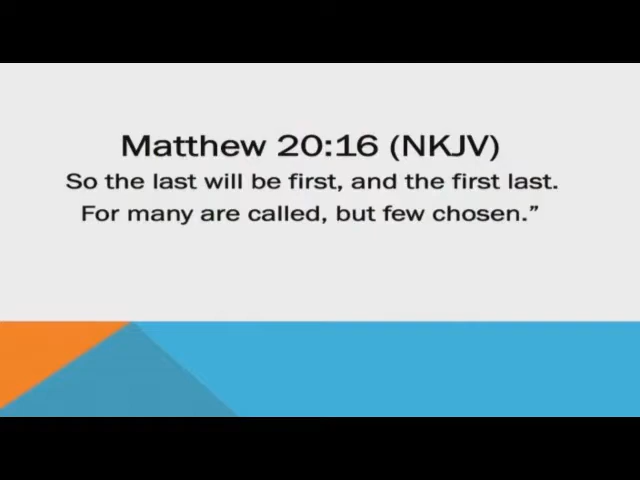 Matthew 20:16 (NKJV)
So the last will be first, and the first last.
For many are called, but few chosen.”